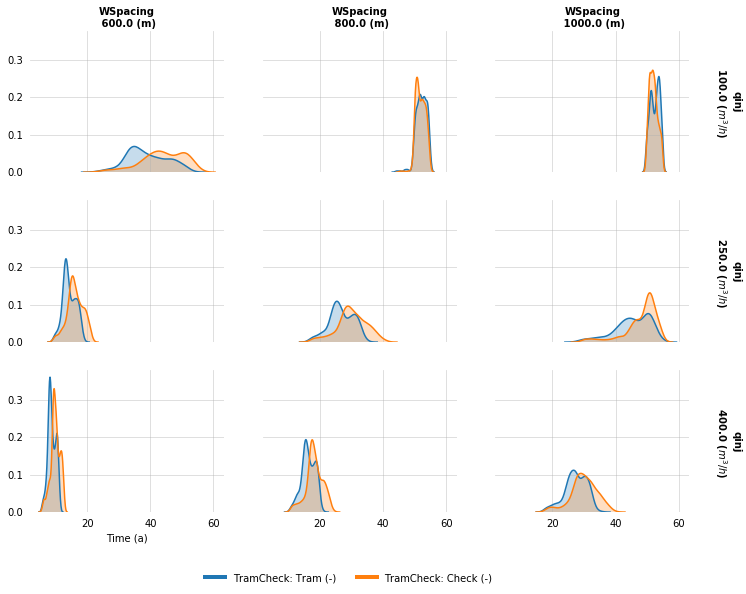 WSpacing
600.0 (m)
WSpacing
800.0 (m)
WSpacing
1000.0 (m)
0.3
0.2
0.1
0.0
qinj
100.0 (m³/h)
0.3
0.2
0.1
0.0
qinj
250.0 (m³/h)
0.3
0.2
0.1
0.0
qinj
400.0 (m³/h)
20 40 60
20 40 60
20 40 60
Time (a)
TramCheck: Tram (-) TramCheck: Check (-)